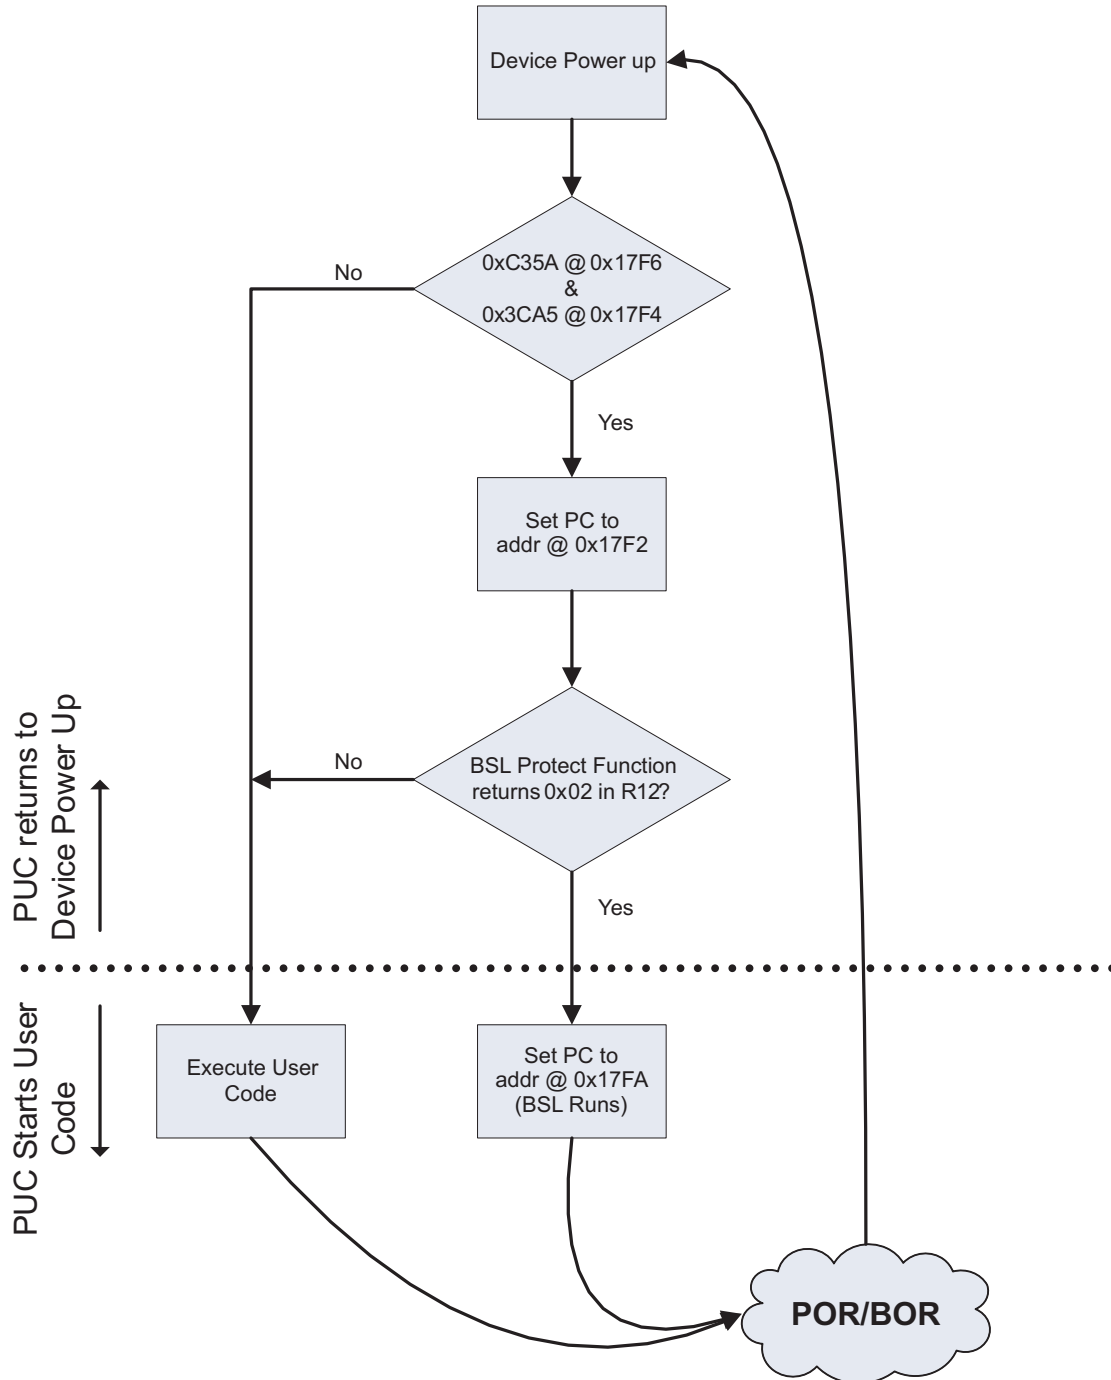 Device Power up
0xC35A @ 0x17F6
&
0x3CA5 @ 0x17F4
No
Yes
Set PC to
addr @ 0x17F2
BSL Protect Function
returns 0x02 in R12?
No
Yes
PUC returns to
Device Power Up
PUC Starts User
Code
Execute User
Code
Set PC to
addr @ 0x17FA
(BSL Runs)
POR/BOR